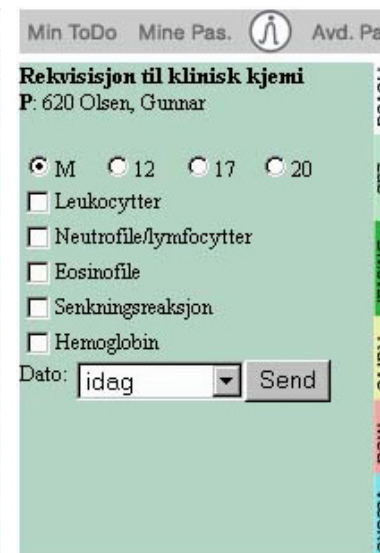 Min ToDo Mine Pas. Avd. Pa
Rekvisisjon til klinisk kjemi
P: 620 Olsen, Gunnar
M 12 17 20
Leukocytter
Neutrofile/lymfocytter
Eosinofile
Senkningsreaksjon
Hemoglobin
Dato: idag Send